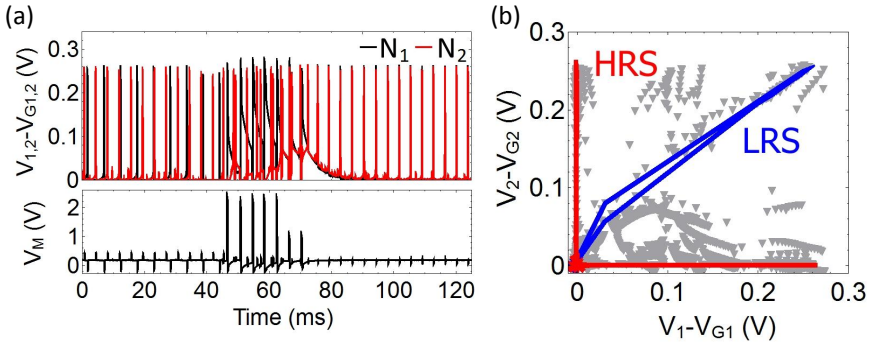 (a)
V1,2-VG1,2 (V)
0.3
0.2
0.1
0
N1 N2
VM (V)
2
1
0
0 20 40 60 80 100 120
Time (ms)
(b)
V2-VG2 (V)
0.3
0.2
0.1
0
HRS
LRS
0 0.1 0.2 0.3
V1-VG1 (V)